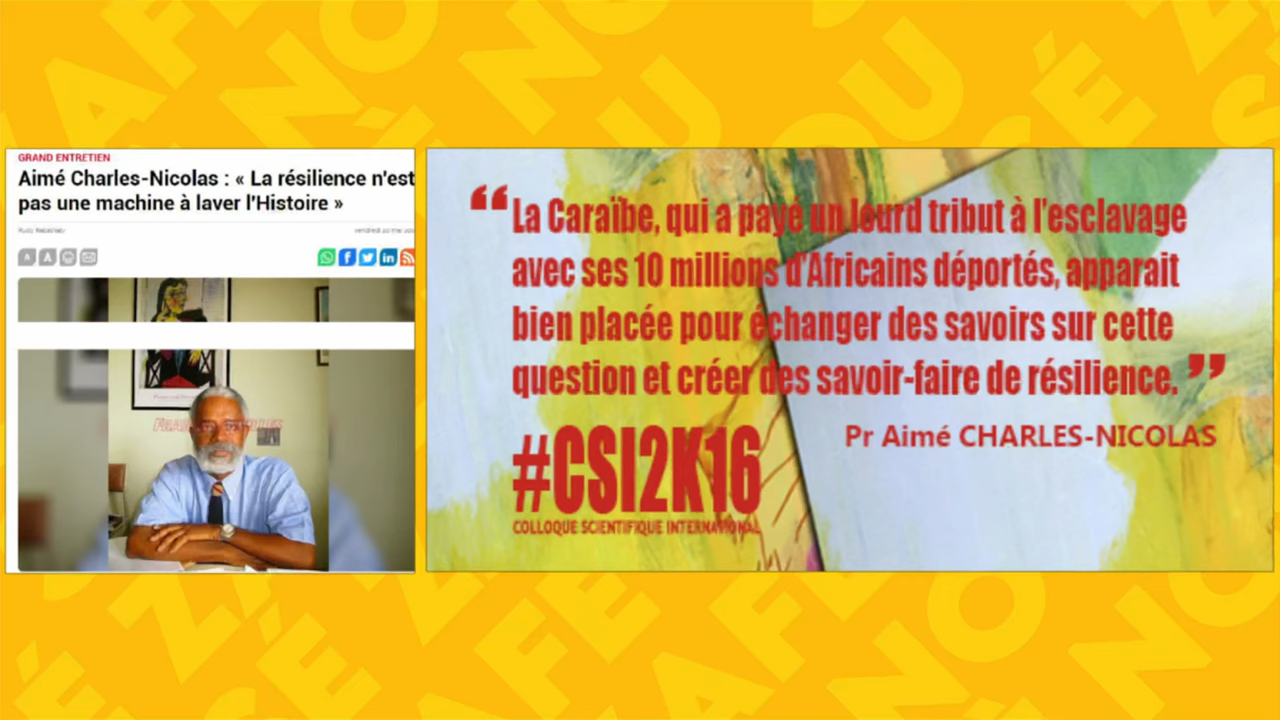 GRAND ENTRETIEN
Aimé Charles-Nicolas : « La résilience n'est
pas une machine à laver l'Histoire »
“La Caraïbe, qui a payé un lourd tribut à l'esclavage
avec ses 10 millions d'Africains déportés, apparait
bien placée pour échanger des savoirs sur cette
question et créer des savoir-faire de résilience.”
Pr Aimé CHARLES-NICOLAS
#CSI2K16
COLLOQUE SCIENTIFIQUE INTERNATIONAL